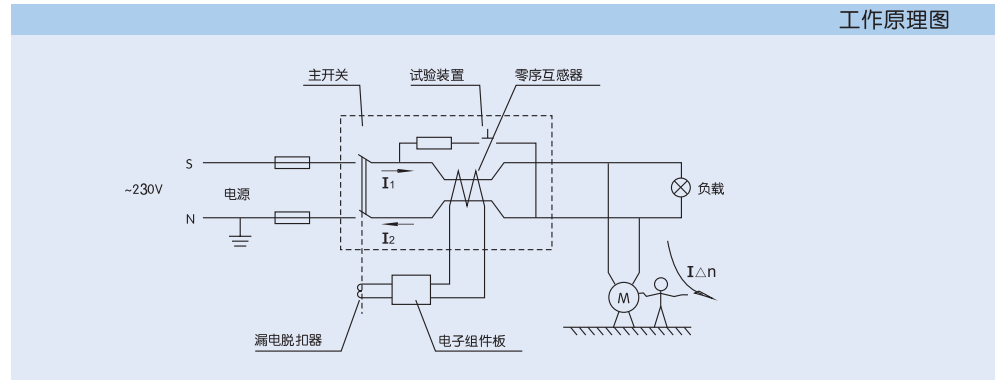 工作原理图
主开关
试验装置
零序互感器
S
I1
~230V
电源
负载
N
I2
I△n
M
漏电脱扣器
电子组件板